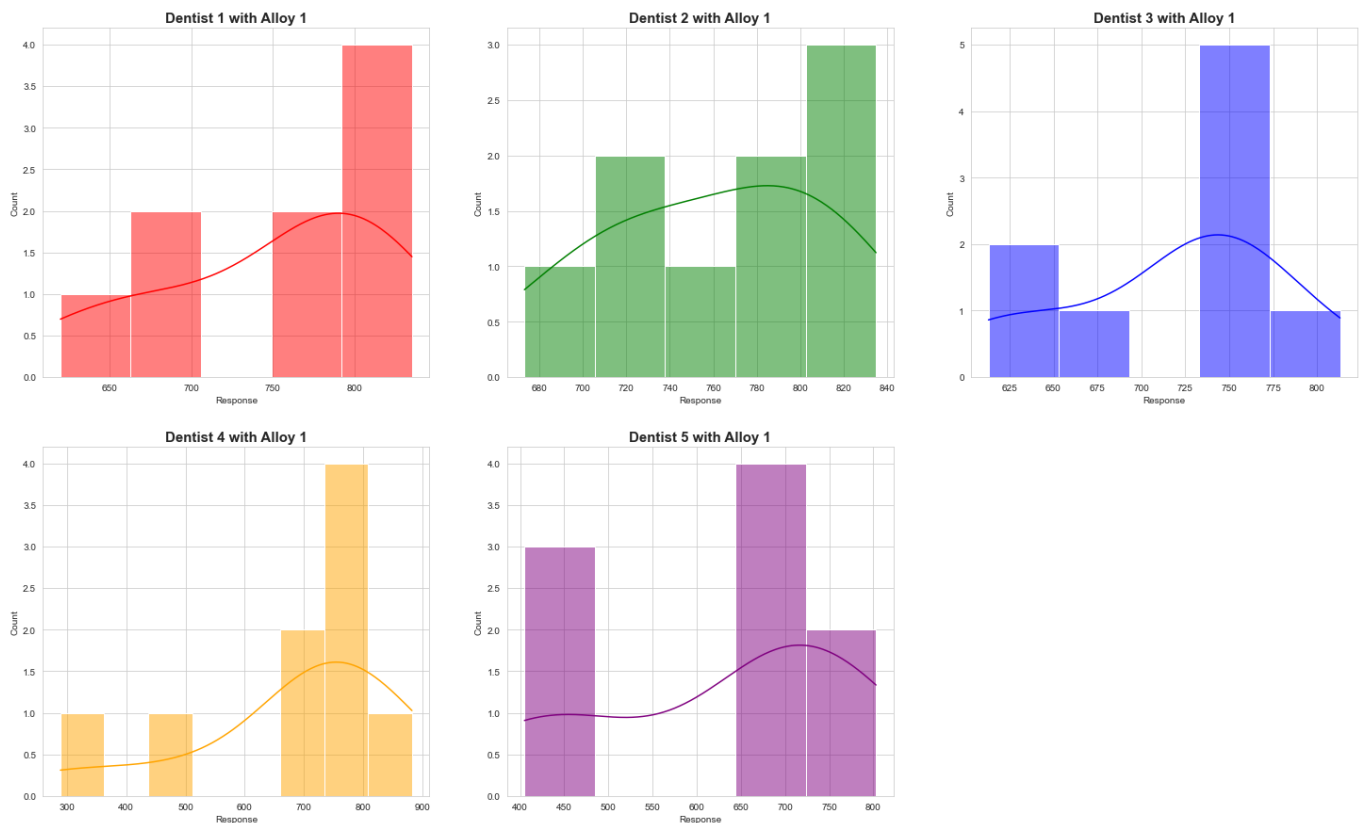 Dentist 1 with Alloy 1
4.0
3.5
3.0
2.5
2.0
1.5
1.0
0.5
0.0
Count
650 700 750 800
Response
Dentist 2 with Alloy 1
3.0
2.5
2.0
1.5
1.0
0.5
0.0
Count
680 700 720 740 760 780 800 820 840
Response
Dentist 3 with Alloy 1
5
4
3
2
1
0
Count
625 650 675 700 725 750 775 800
Response
Dentist 4 with Alloy 1
4.0
3.5
3.0
2.5
2.0
1.5
1.0
0.5
0.0
Count
300 400 500 600 700 800 900
Response
Dentist 5 with Alloy 1
4.0
3.5
3.0
2.5
2.0
1.5
1.0
0.5
0.0
Count
400 450 500 550 600 650 700 750 800
Response